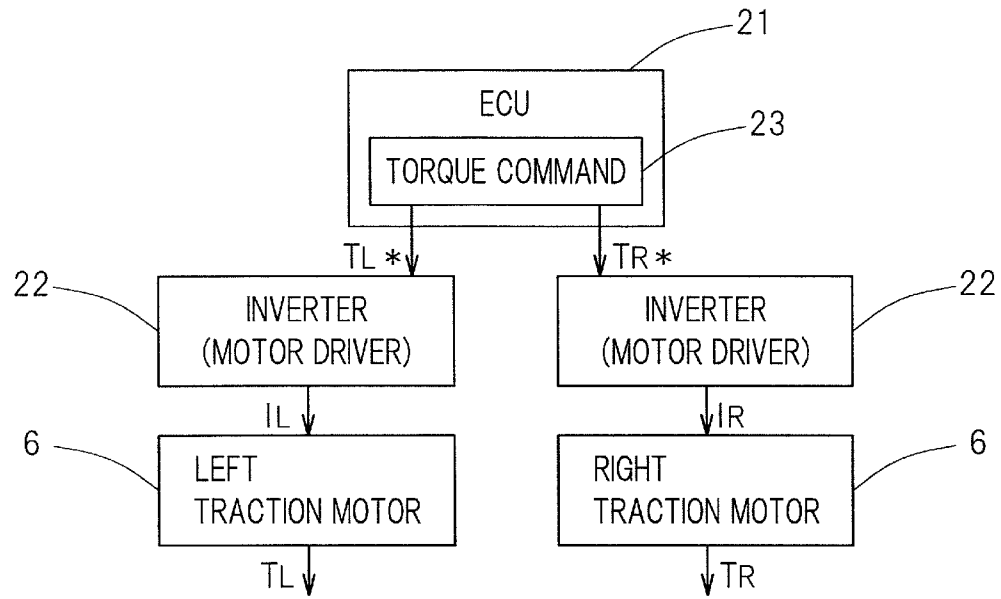 21
ECU
23
TORQUE COMMAND
TL* TR*
22 22
INVERTER INVERTER
(MOTOR DRIVER) (MOTOR DRIVER)
IL IR
6 6
LEFT RIGHT
TRACTION MOTOR TRACTION MOTOR
TL TR